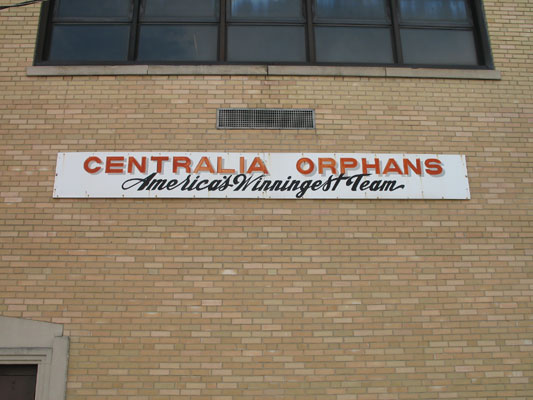 CENTRALIA ORPHANS
America's Winningest Team